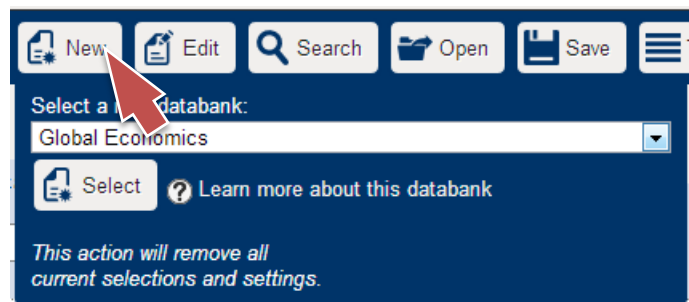 New Edit Search Open Save
Select a databank:
Global Economics
Select Learn more about this databank
This action will remove all
current selections and settings.